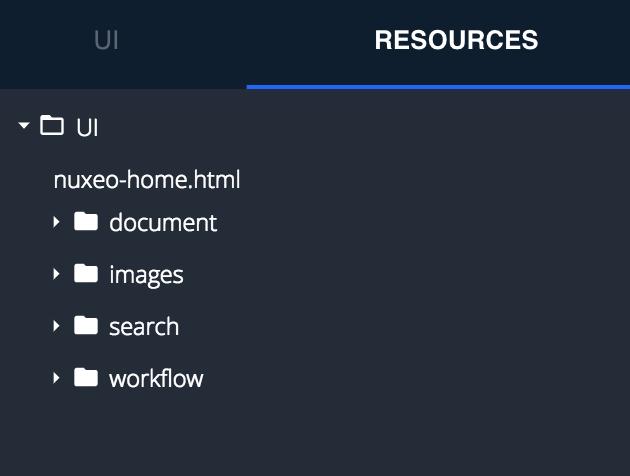 UI RESOURCES
UI
nuxeo-home.html
document
images
search
workflow